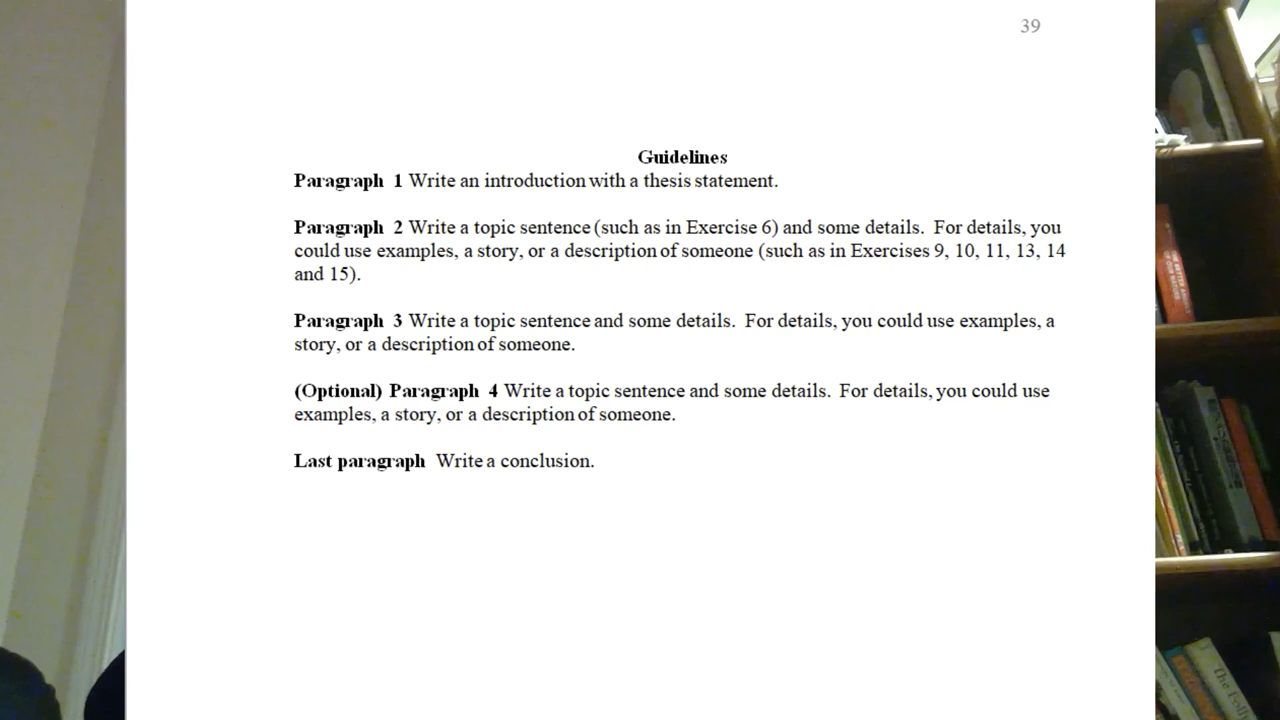 39
Guidelines
Paragraph 1 Write an introduction with a thesis statement.
Paragraph 2 Write a topic sentence (such as in Exercise 6) and some details. For details, you
could use examples, a story, or a description of someone (such as in Exercises 9, 10, 11, 13, 14
and 15).
Paragraph 3 Write a topic sentence and some details. For details, you could use examples, a
story, or a description of someone.
(Optional) Paragraph 4 Write a topic sentence and some details. For details, you could use
examples, a story, or a description of someone.
Last paragraph Write a conclusion.
The